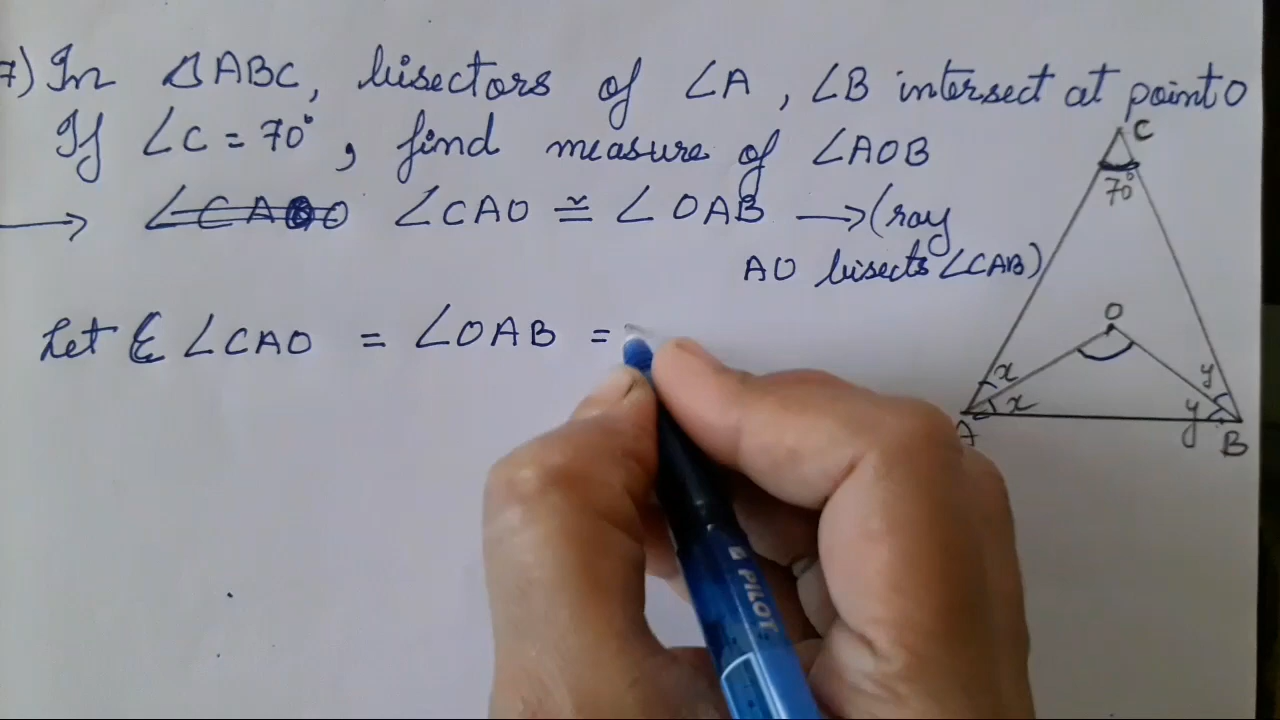 7) In ΔABC, bisectors of ∠A, ∠B intersect at point O
If ∠C = 70°, find measure of ∠AOB
→ ∠CAO ≅ ∠OAB → (ray
AO bisects ∠CAB)
Let ∠CAO = ∠OAB =
C
70°
O
x
x
y
y
A
B
PILOT